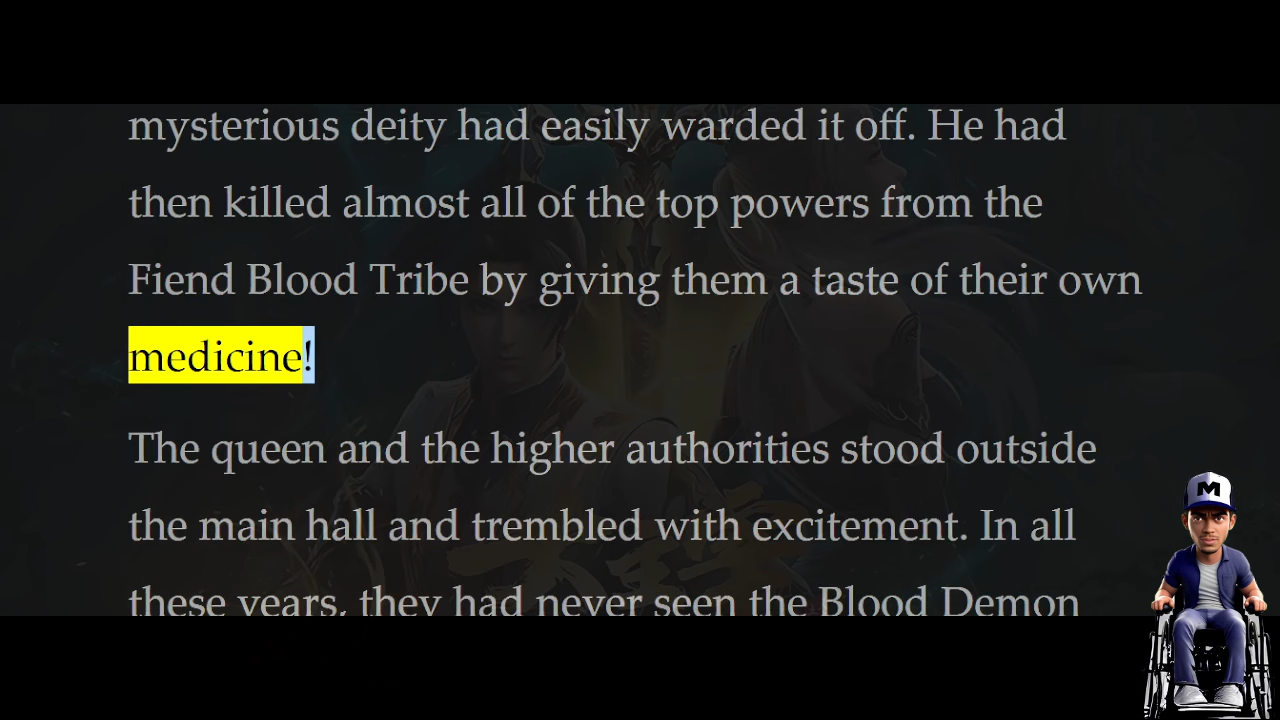 mysterious deity had easily warded it off. He had
then killed almost all of the top powers from the
Fiend Blood Tribe by giving them a taste of their own
medicine!
The queen and the higher authorities stood outside
the main hall and trembled with excitement. In all
these years, they had never seen the Blood Demon
M
M